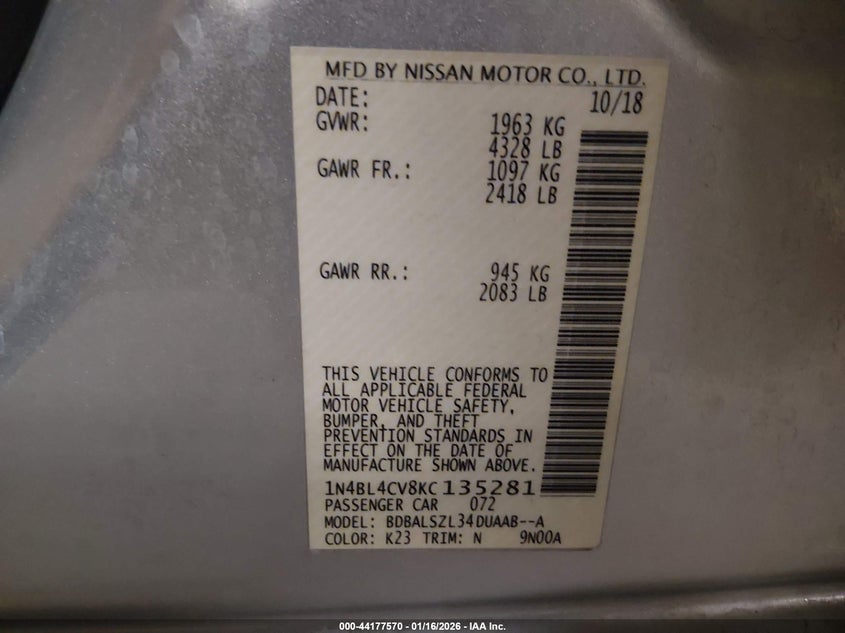 MFD BY NISSAN MOTOR CO., LTD.
DATE: 10/18
GVWR: 1963 KG
4328 LB
GAWR FR.: 1097 KG
2418 LB
GAWR RR.: 945 KG
2083 LB
THIS VEHICLE CONFORMS TO
ALL APPLICABLE FEDERAL
MOTOR VEHICLE SAFETY,
BUMPER, AND THEFT
PREVENTION STANDARDS IN
EFFECT ON THE DATE OF
MANUFACTURE SHOWN ABOVE.
1N4BL4CV8KC135281
PASSENGER CAR 072
MODEL: BDBALSZL34DUAAB--A
COLOR: K23 TRIM: N 9N00A
000-44177570 - 01/16/2026 - IAA Inc.